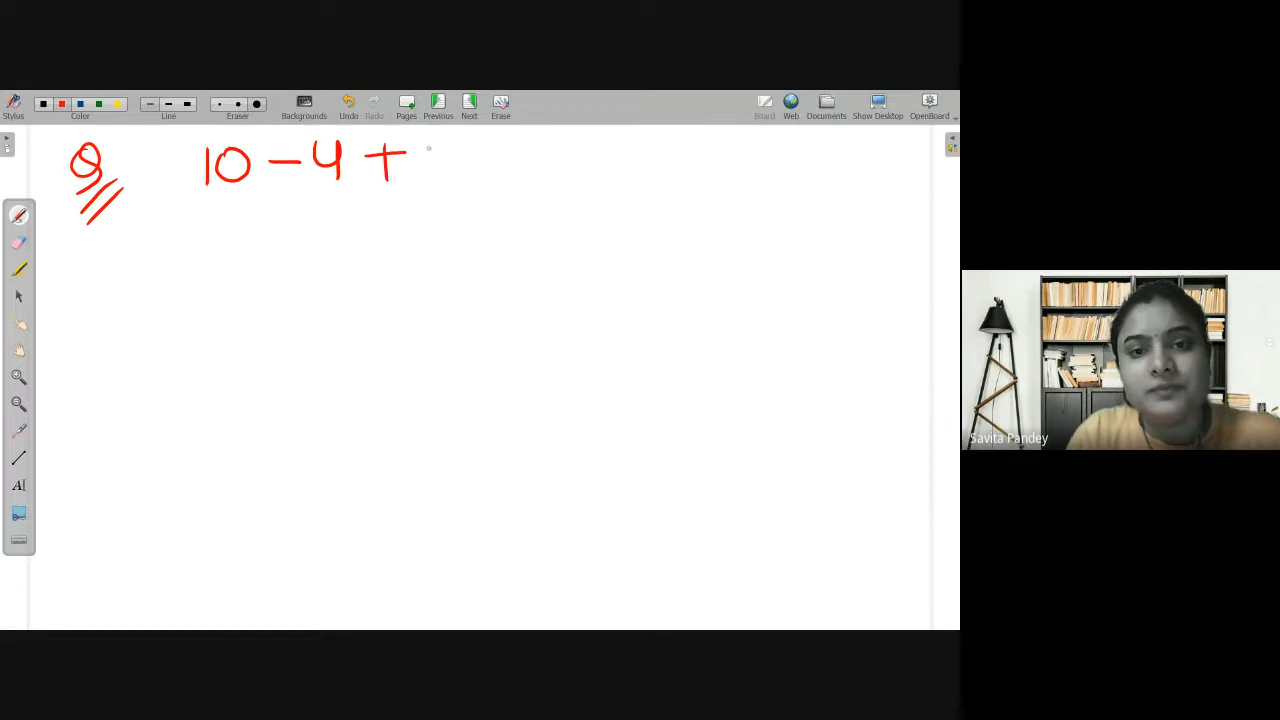 Stylus
Color
Line
Eraser
Backgrounds
Undo
Redo
Pages
Previous
Next
Erase
Board
Web
Documents
Show Desktop
OpenBoard
Q 10 - 4 +
A
Savita Pandey